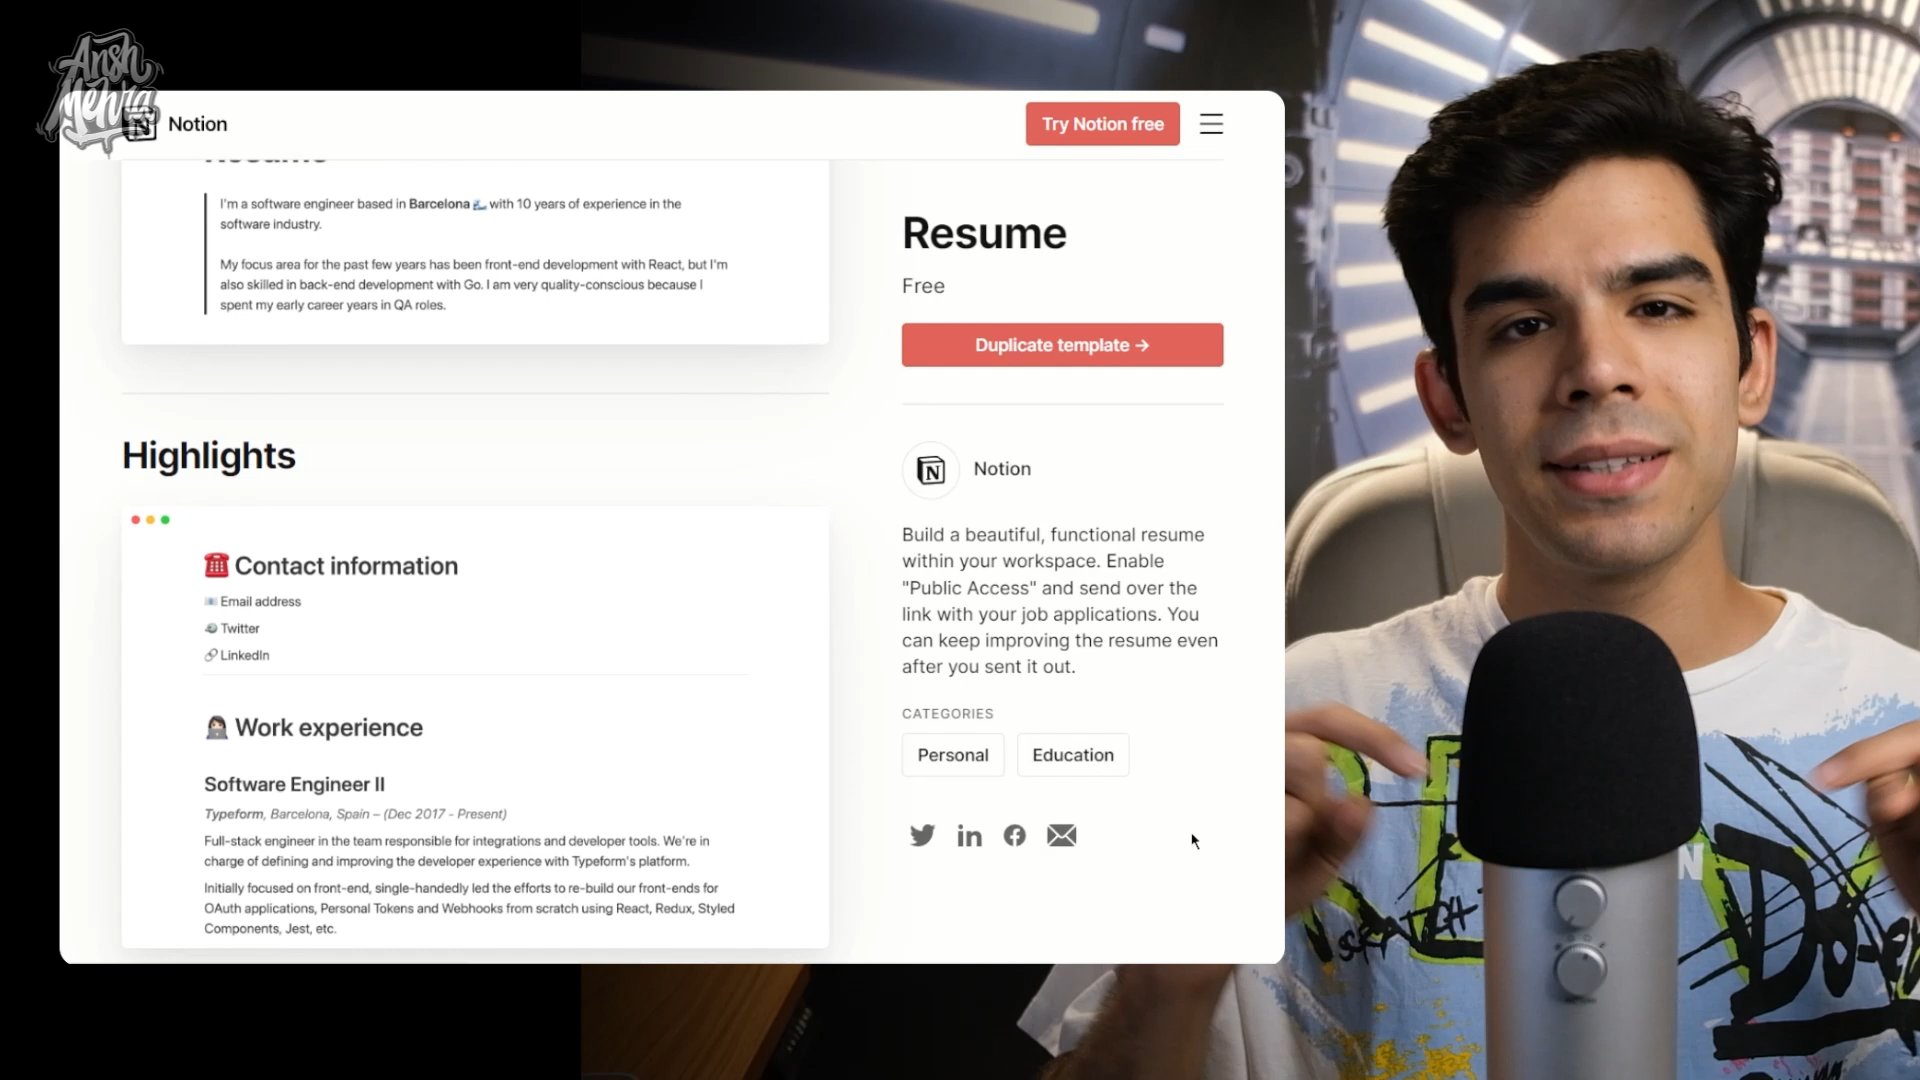 Ansh
Mehra
Notion
Try Notion free
Resume
I'm a software engineer based in Barcelona 🌊 with 10 years of experience in the
software industry.
My focus area for the past few years has been front-end development with React, but I'm
also skilled in back-end development with Go. I am very quality-conscious because I
spent my early career years in QA roles.
Highlights
☎️ Contact information
📧 Email address
Twitter
🔗 LinkedIn
👩🏻‍💻 Work experience
Software Engineer II
Typeform, Barcelona, Spain – (Dec 2017 - Present)
Full-stack engineer in the team responsible for integrations and developer tools. We're in
charge of defining and improving the developer experience with Typeform's platform.
Initially focused on front-end, single-handedly led the efforts to re-build our front-ends for
OAuth applications, Personal Tokens and Webhooks from scratch using React, Redux, Styled
Components, Jest, etc.
Resume
Free
Duplicate template →
Notion
Build a beautiful, functional resume
within your workspace. Enable
"Public Access" and send over the
link with your job applications. You
can keep improving the resume even
after you sent it out.
CATEGORIES
Personal
Education
SCRATCH